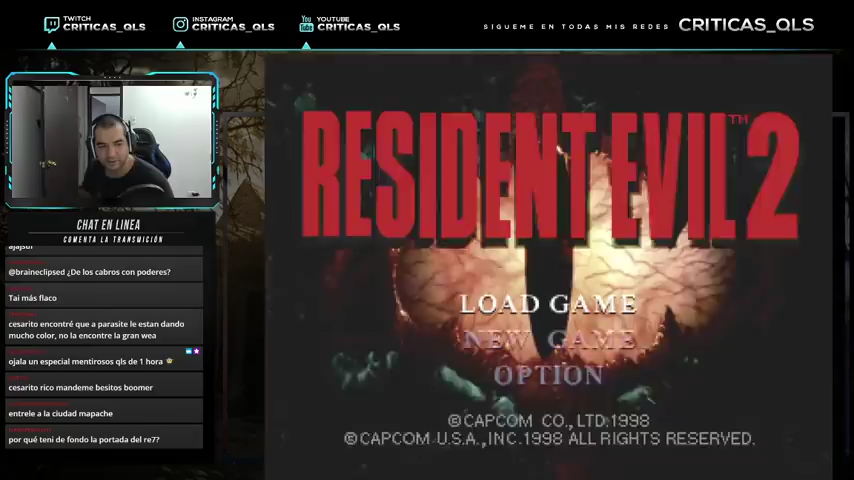 TWITCH
CRITICAS_QLS
INSTAGRAM
CRITICAS_QLS
YOUTUBE
CRITICAS_QLS
SIGUEME EN TODAS MIS REDES CRITICAS_QLS
CHAT EN LINEA
COMENTA LA TRANSMICIÓN
@braineclipsed ¿De los cabros con poderes?
Tai más flaco
cesarito encontré que a parasite le estan dando
mucho color, no la encontre la gran wea
ojala un especial mentirosos qls de 1 hora
cesarito rico mandeme besitos boomer
entrele a la ciudad mapache
por qué teni de fondo la portada del re7?
RESIDENT EVIL 2
TM
LOAD GAME
NEW GAME
OPTION
©CAPCOM CO.,LTD.1998
©CAPCOM U.S.A.,INC.1998 ALL RIGHTS RESERVED.